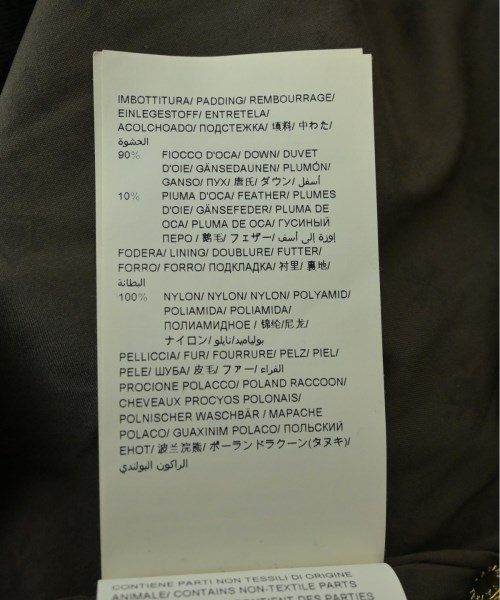 IMBOTTITURA/ PADDING/ REMBOURRAGE/
EINLEGESTOFF/ ENTRETELA/
ACOLCHOADO/ ПОДСТЕЖКА/ 填料/ 中わた/
الحشوة
90% FIOCCO D'OCA/ DOWN/ DUVET
D'OIE/ GÄNSEDAUNEN/ PLUMÓN/
GANSO/ ПУХ/ 唐氏/ ダウン/ أسفل
10% PIUMA D'OCA/ FEATHER/ PLUMES
D'OIE/ GÄNSEFEDER/ PLUMA DE
OCA/ PLUMA DE OCA/ ГУСИНЫЙ
ПЕРО / 鵝毛/ フェザー/ إوزة إلى أسف
FODERA/ LINING/ DOUBLURE/ FUTTER/
FORRO/ FORRO/ ПОДКЛАДКА/ 衬里/ 裏地/
البطانة
100% NYLON/ NYLON/ NYLON/ POLYAMID/
POLIAMIDA/ POLIAMIDA/
ПОЛИАМИДНОЕ / 锦纶/尼龙/
ナイロン/ بولياميد/نايلو
PELLICCIA/ FUR/ FOURRURE/ PELZ/ PIEL/
PELE/ ШУБА/ 皮毛/ ファー/ الفراء
PROCIONE POLACCO/ POLAND RACCOON/
CHEVEAUX PROCYOS POLONAIS/
POLNISCHER WASCHBÄR / MAPACHE
POLACO/ GUAXINIM POLACO/ ПОЛЬСКИЙ
ЕНОТ/ 波兰浣熊/ ポーランドラクーン(タヌキ)/
الراكون البولندي
CONTIENE PARTI NON TESSILI DI ORIGINE
ANIMALE/ CONTAINS NON-TEXTILE PARTS
DES PARTIES